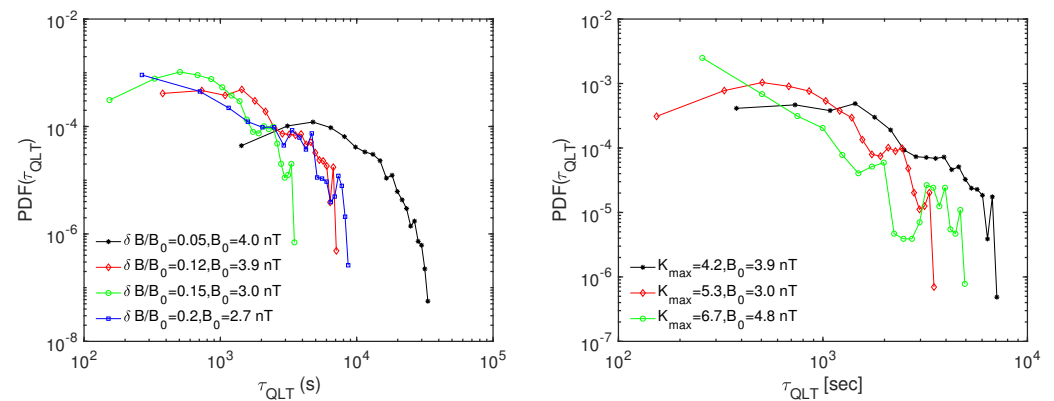 10^-2
10^-4
10^-6
10^-8
PDF(τ_QLT)
δ B/B_0=0.05,B_0=4.0 nT
δ B/B_0=0.12,B_0=3.9 nT
δ B/B_0=0.15,B_0=3.0 nT
δ B/B_0=0.2,B_0=2.7 nT
10^2 10^3 10^4 10^5
τ_QLT (s)
10^-2
10^-3
10^-4
10^-5
10^-6
10^-7
PDF(τ_QLT)
K_max=4.2,B_0=3.9 nT
K_max=5.3,B_0=3.0 nT
K_max=6.7,B_0=4.8 nT
10^2 10^3 10^4
τ_QLT [sec]